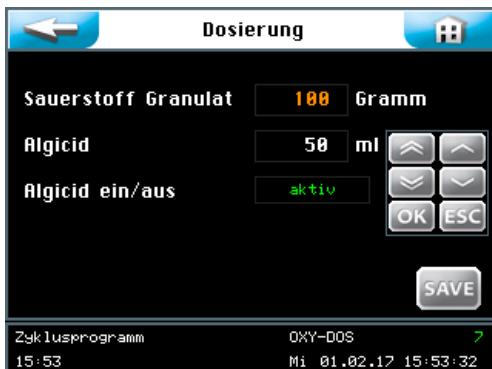 Dosierung
Sauerstoff Granulat 100 Gramm
Algicid 50 ml
Algicid ein/aus aktiv
OK ESC
SAVE
Zyklusprogramm OXY-DOS 7
15:53 Mi 01.02.17 15:53:32